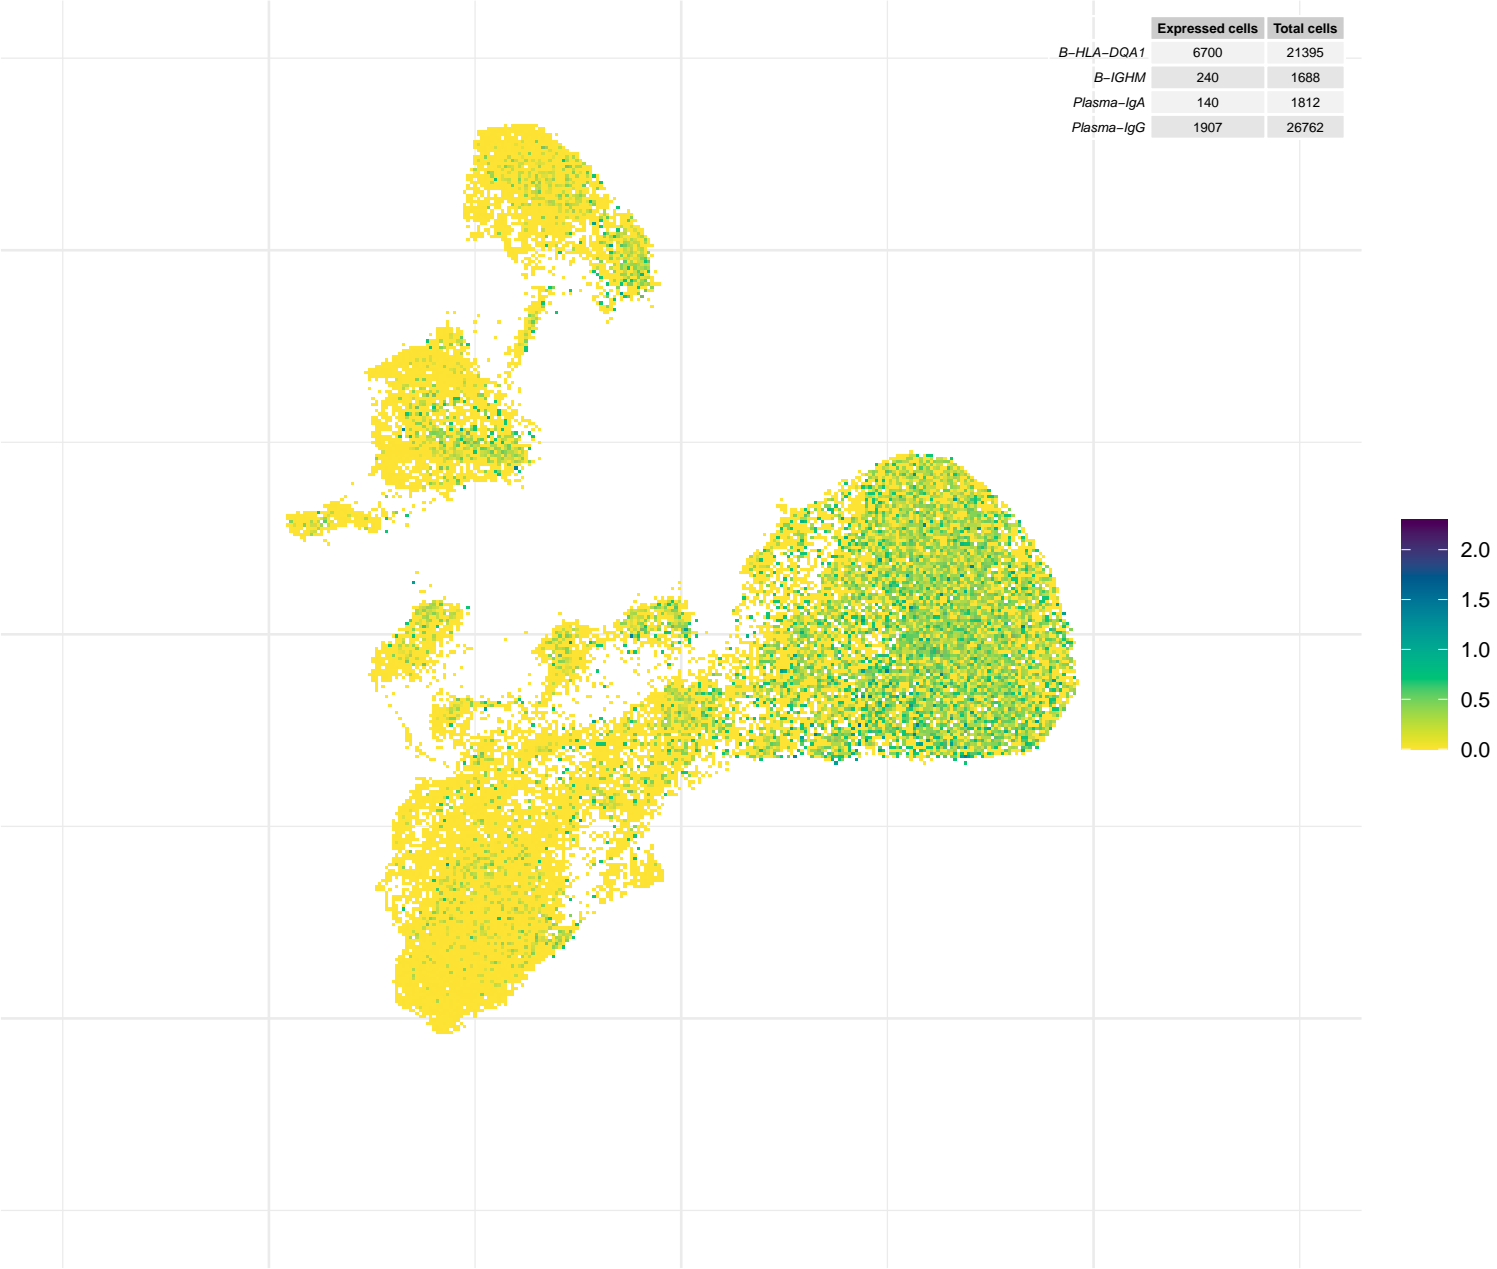 Expressed cells Total cells
B−HLA−DQA1 6700 21395
B−IGHM 240 1688
Plasma−IgA 140 1812
Plasma−IgG 1907 26762
2.0
1.5
1.0
0.5
0.0